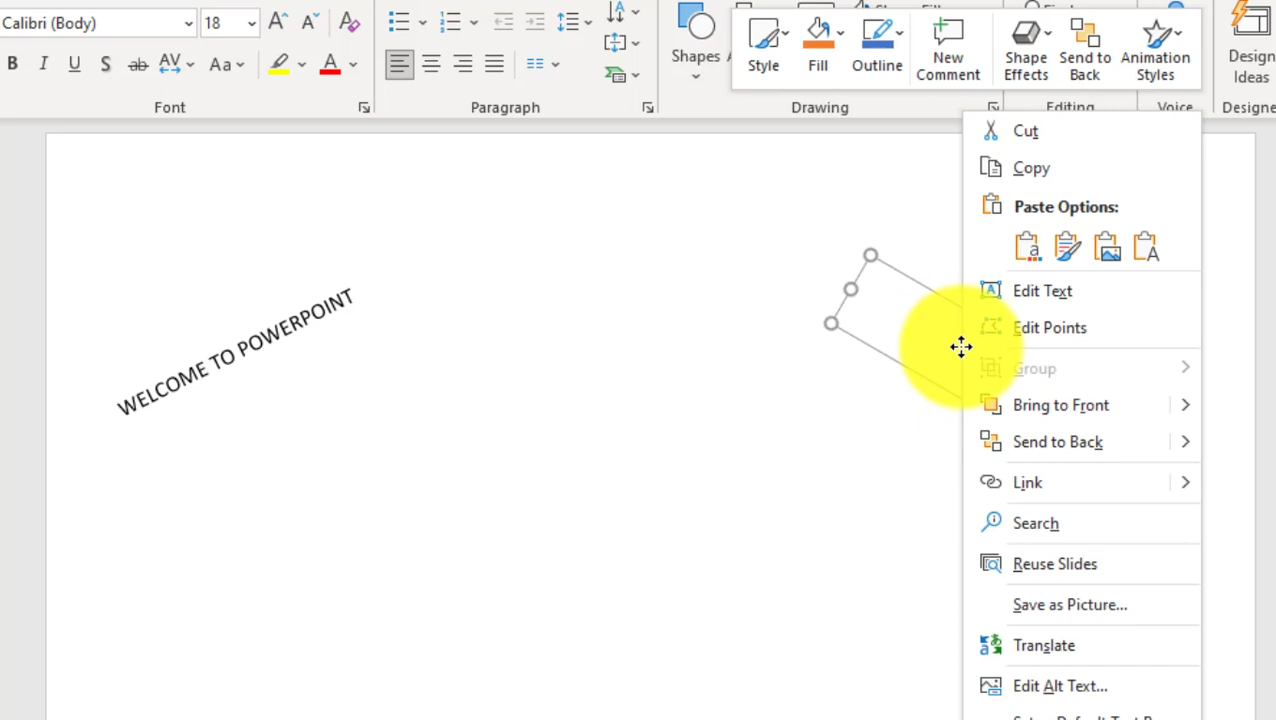 Calibri (Body) 18
Shapes
Style Fill Outline New Comment Shape Effects Send to Back Animation Styles
B I U S ab AV Aa A
Design Ideas
Font Paragraph Drawing Editing Voice Designe
Cut
Copy
Paste Options:
Edit Text
Edit Points
Group
Bring to Front
Send to Back
Link
Search
Reuse Slides
Save as Picture...
Translate
Edit Alt Text...
WELCOME TO POWERPOINT